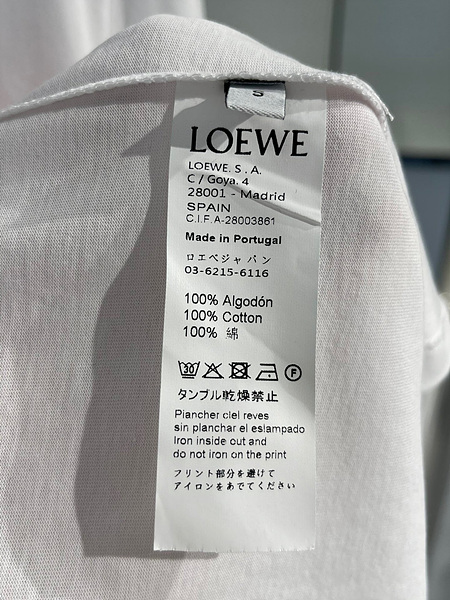 S
LOEWE
LOEWE. S. A.
C / Goya. 4
28001 - Madrid
SPAIN
C.I.F.A-28003861
Made in Portugal
ロエベジャパン
03-6215-6116
100% Algodón
100% Cotton
100% 綿
F
タンブル乾燥禁止
Plancher ciel reves
sin planchar el eslampado
Iron inside out and
do not iron on the print
フリント部分を避けて
アイロンをあでてください